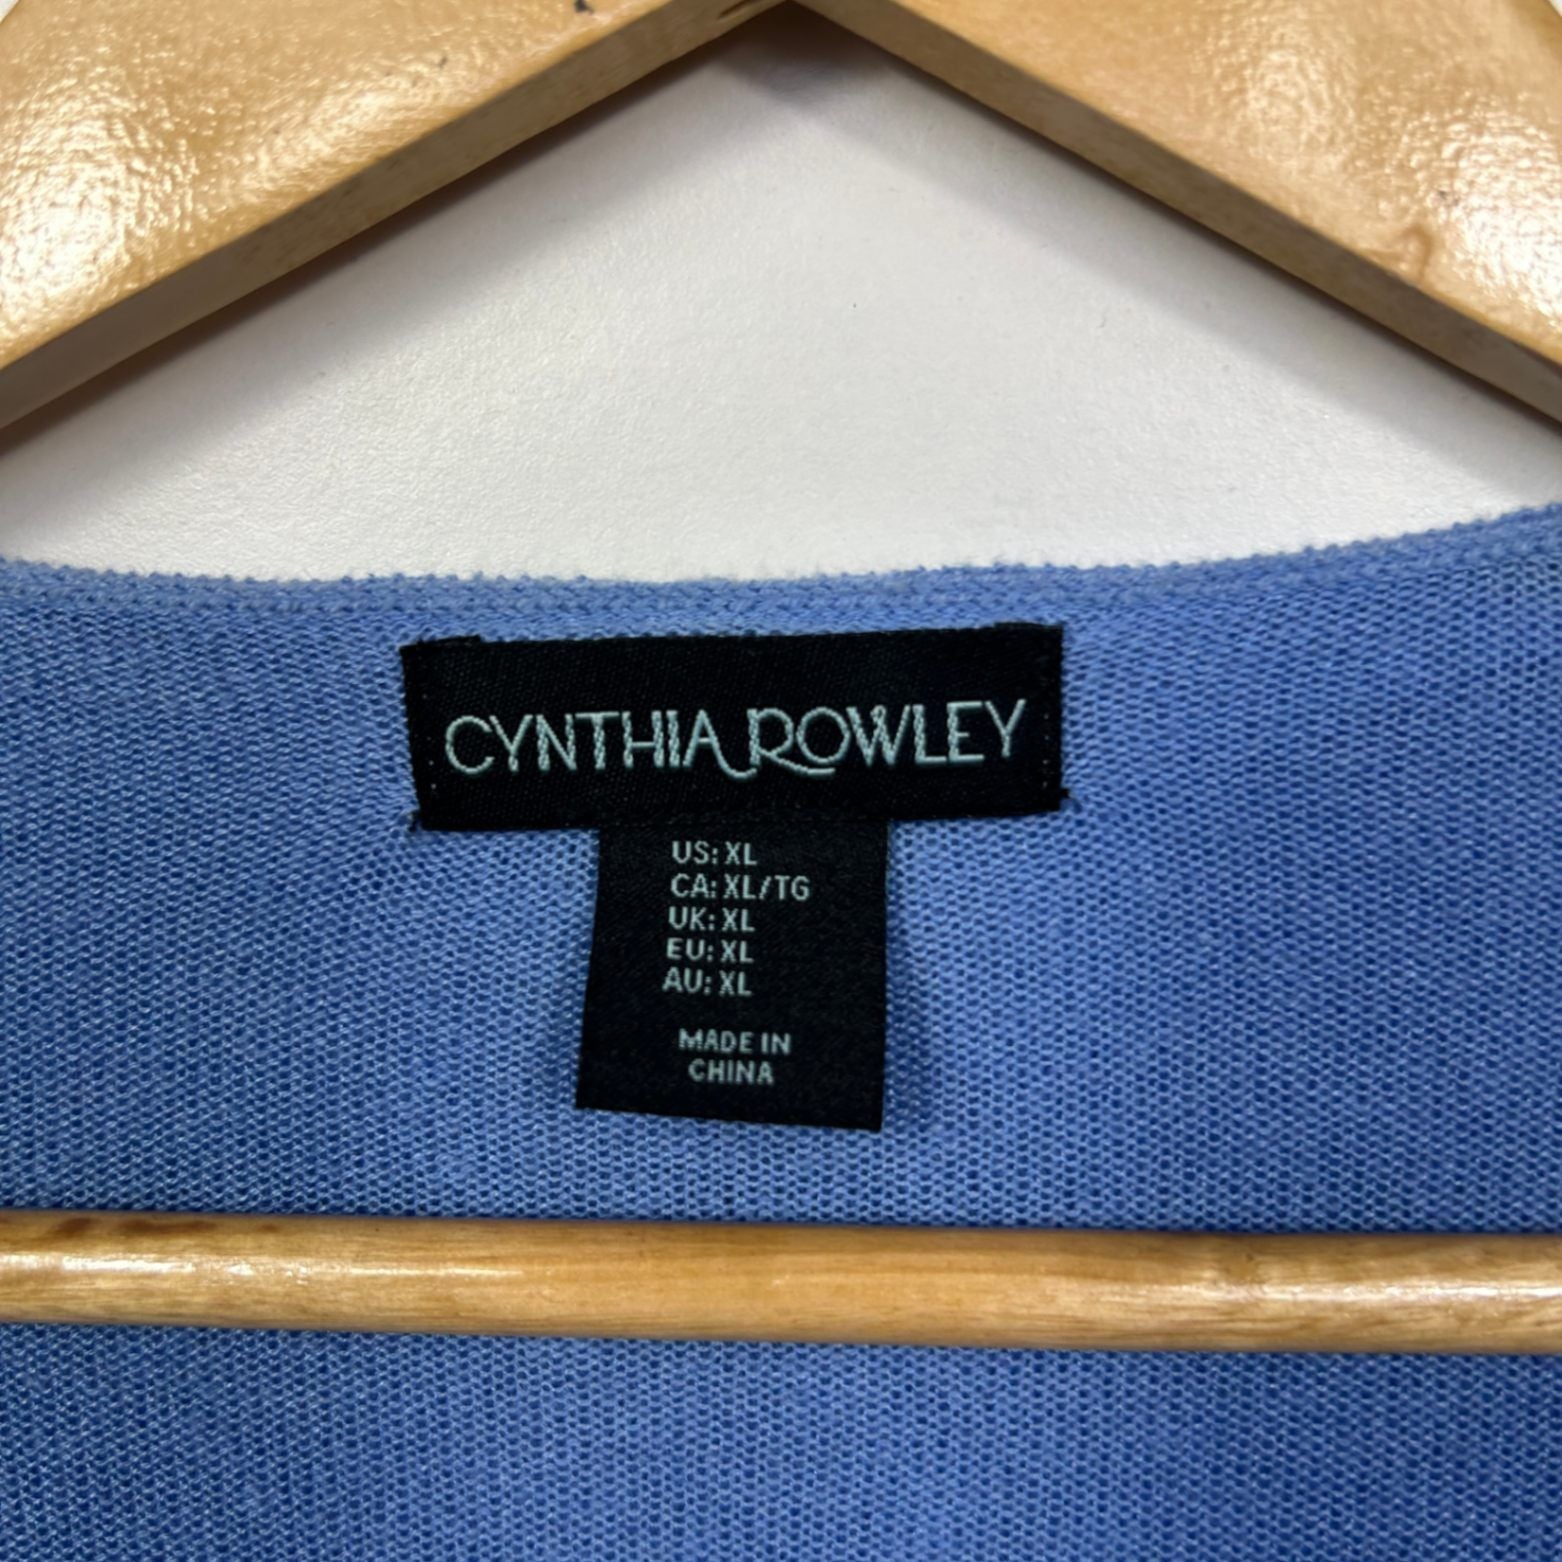 CYNTHIA ROWLEY
US: XL
CA: XL/TG
UK: XL
EU: XL
AU: XL
MADE IN
CHINA